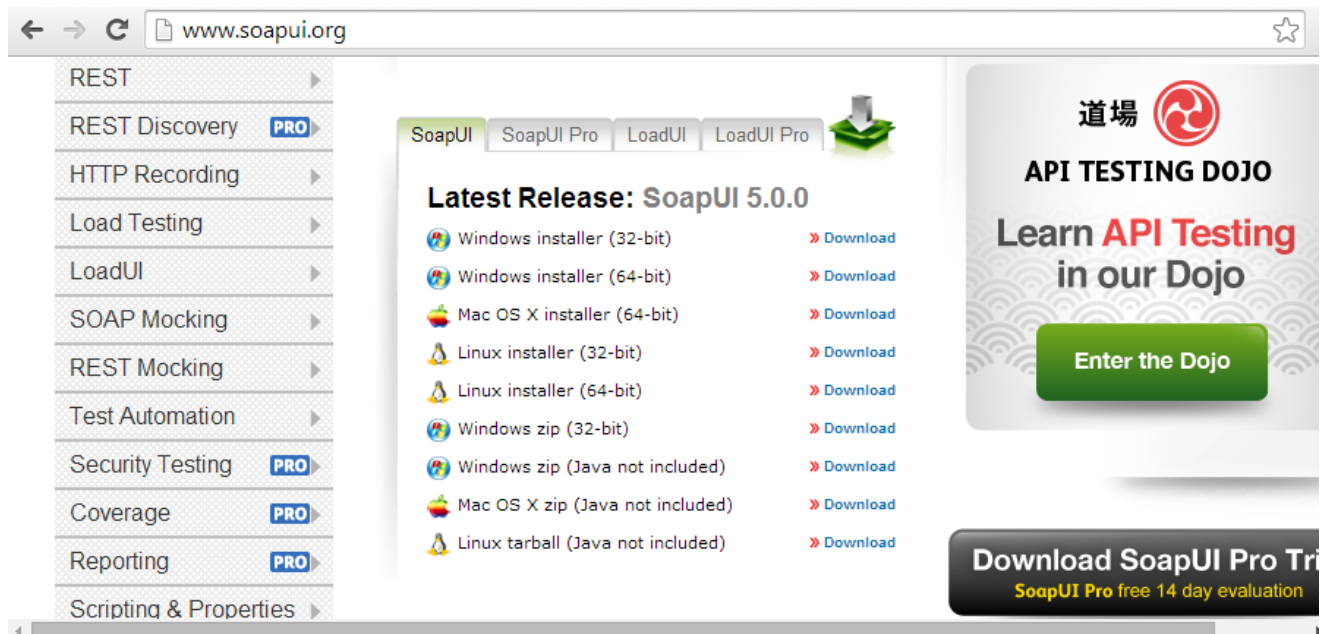 www.soapui.org
REST
REST Discovery PRO
HTTP Recording
Load Testing
LoadUI
SOAP Mocking
REST Mocking
Test Automation
Security Testing PRO
Coverage PRO
Reporting PRO
Scripting & Properties
SoapUI SoapUI Pro LoadUI LoadUI Pro
Latest Release: SoapUI 5.0.0
Windows installer (32-bit) » Download
Windows installer (64-bit) » Download
Mac OS X installer (64-bit) » Download
Linux installer (32-bit) » Download
Linux installer (64-bit) » Download
Windows zip (32-bit) » Download
Windows zip (Java not included) » Download
Mac OS X zip (Java not included) » Download
Linux tarball (Java not included) » Download
道場
API TESTING DOJO
Learn API Testing
in our Dojo
Enter the Dojo
Download SoapUI Pro Tri
SoapUI Pro free 14 day evaluation